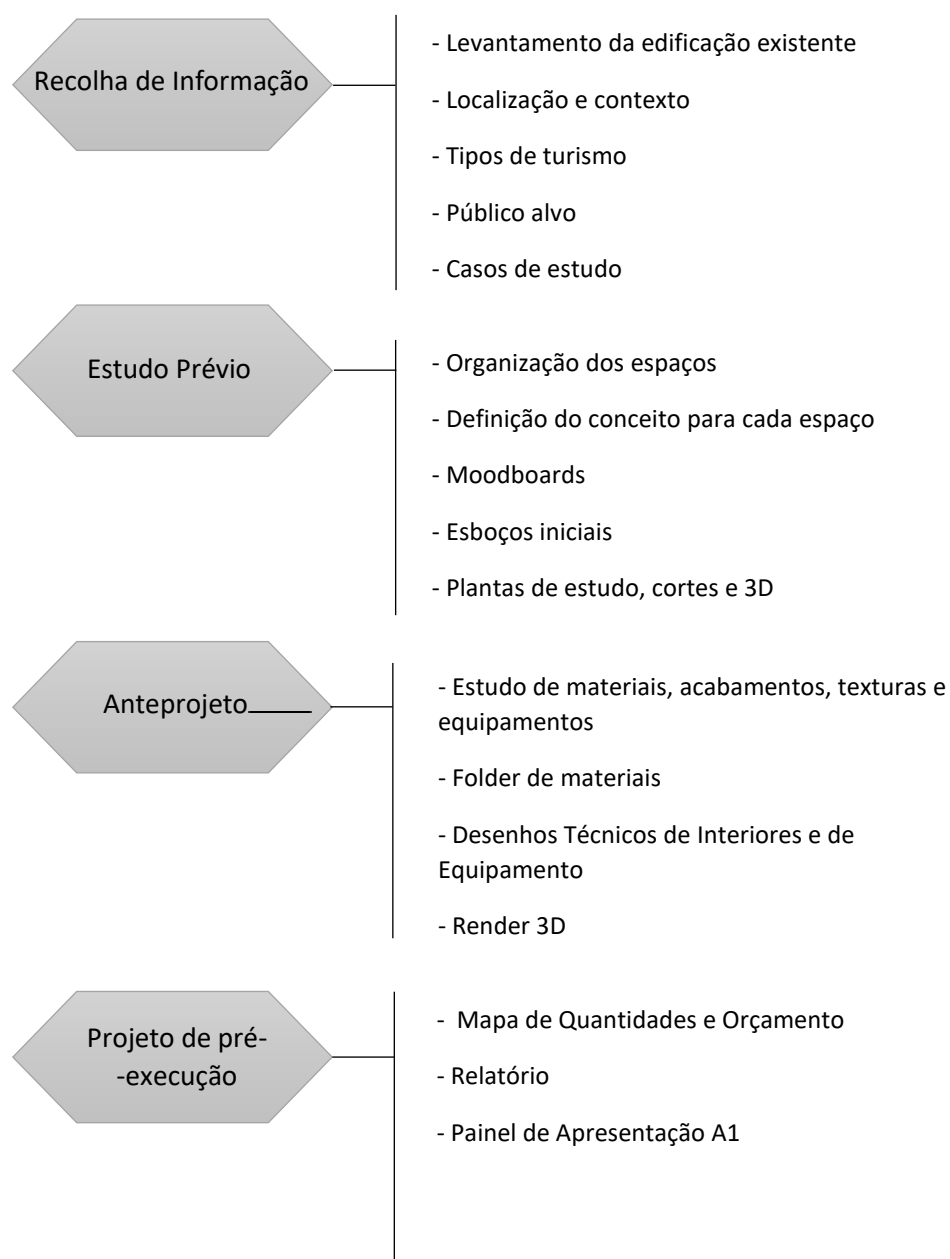 Recolha de Informação
- Levantamento da edificação existente
- Localização e contexto
- Tipos de turismo
- Público alvo
- Casos de estudo
Estudo Prévio
- Organização dos espaços
- Definição do conceito para cada espaço
- Moodboards
- Esboços iniciais
- Plantas de estudo, cortes e 3D
Anteprojeto
- Estudo de materiais, acabamentos, texturas e
equipamentos
- Folder de materiais
- Desenhos Técnicos de Interiores e de
Equipamento
- Render 3D
Projeto de pré-
-execução
- Mapa de Quantidades e Orçamento
- Relatório
- Painel de Apresentação A1